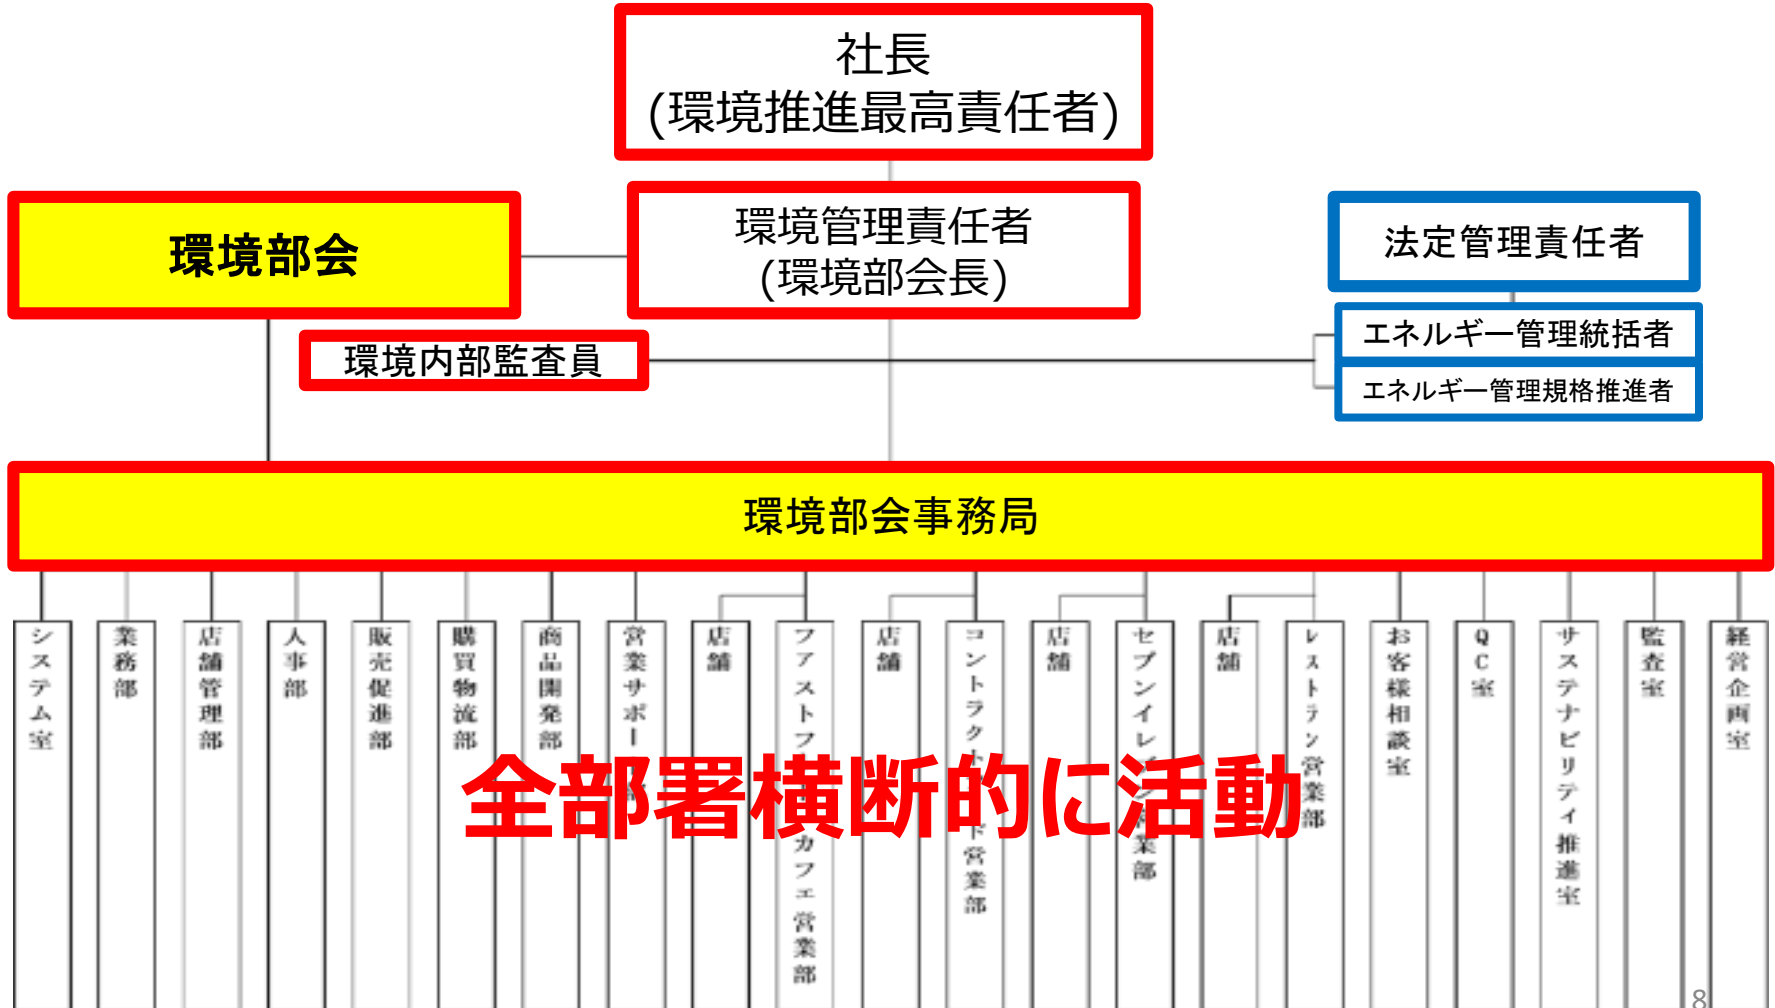 社長
(環境推進最高責任者)
環境部会
環境管理責任者
(環境部会長)
法定管理責任者
エネルギー管理統括者
エネルギー管理規格推進者
環境内部監査員
環境部会事務局
システム室
業務部
店舗管理部
人事部
販売促進部
購買物流部
商品開発部
営業サポー
店舗
ファストフ
カフェ営業部
店舗
コントラクト
ド営業部
店舗
セブンイレ
業部
店舗
レストラン営業部
お客様相談室
QC室
サステナビリティ推進室
監査室
経営企画室
全部署横断的に活動
8